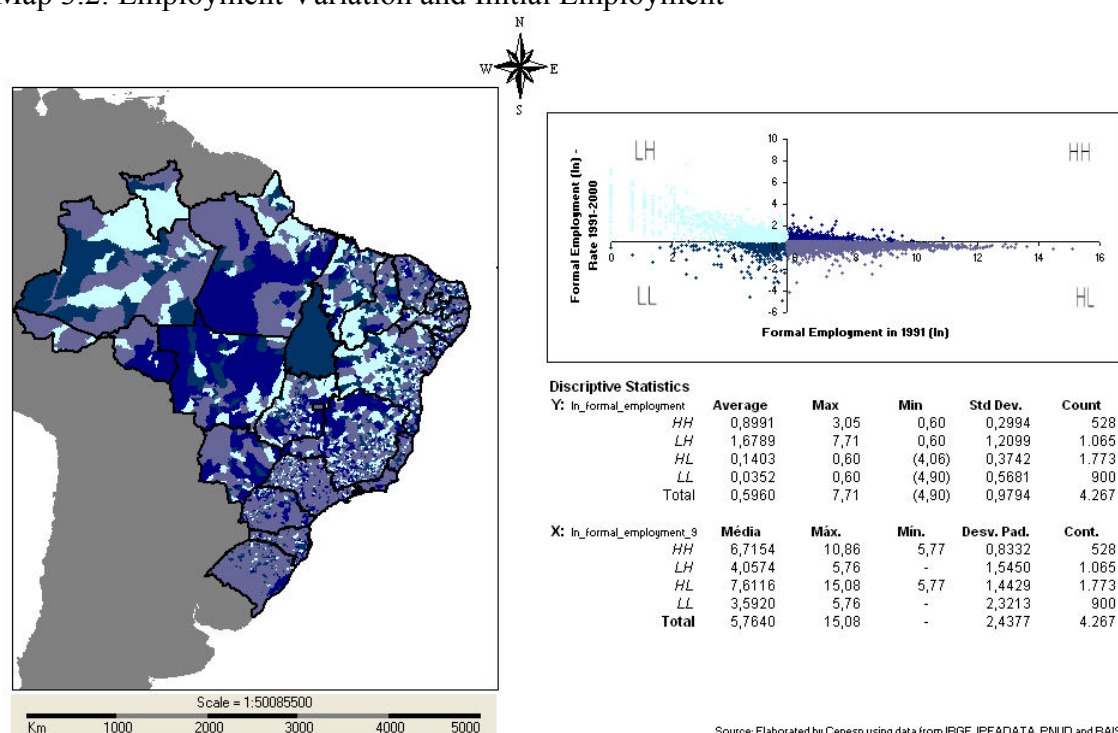 Map 3.2: Employment Variation and Initial Employment
N
W E
S
LH HH
LL HL
Formal Employment (ln) -
Rate 1991-2000
10
8
6
4
2
-2
-4
-6
0 2 4 6 8 10 12 14 16
Formal Employment in 1991 (ln)
Discriptive Statistics
Y: ln_formal_employment Average Max Min Std Dev. Count
HH 0,8991 3,05 0,60 0,2994 528
LH 1,6789 7,71 0,60 1,2099 1.065
HL 0,1403 0,60 (4,06) 0,3742 1.773
LL 0,0352 0,60 (4,90) 0,5681 900
Total 0,5960 7,71 (4,90) 0,9794 4.267
X: ln_formal_employment_9 Média Máx. Mín. Desv. Pad. Cont.
HH 6,7154 10,86 5,77 0,8332 528
LH 4,0574 5,76 - 1,5450 1.065
HL 7,6116 15,08 5,77 1,4429 1.773
LL 3,5920 5,76 - 2,3213 900
Total 5,7640 15,08 - 2,4377 4.267
Scale = 1:50085500
Km 1000 2000 3000 4000 5000
Source: Elaborated by Cepesp using data from IBGE, IPEADATA, PNUD and RAIS